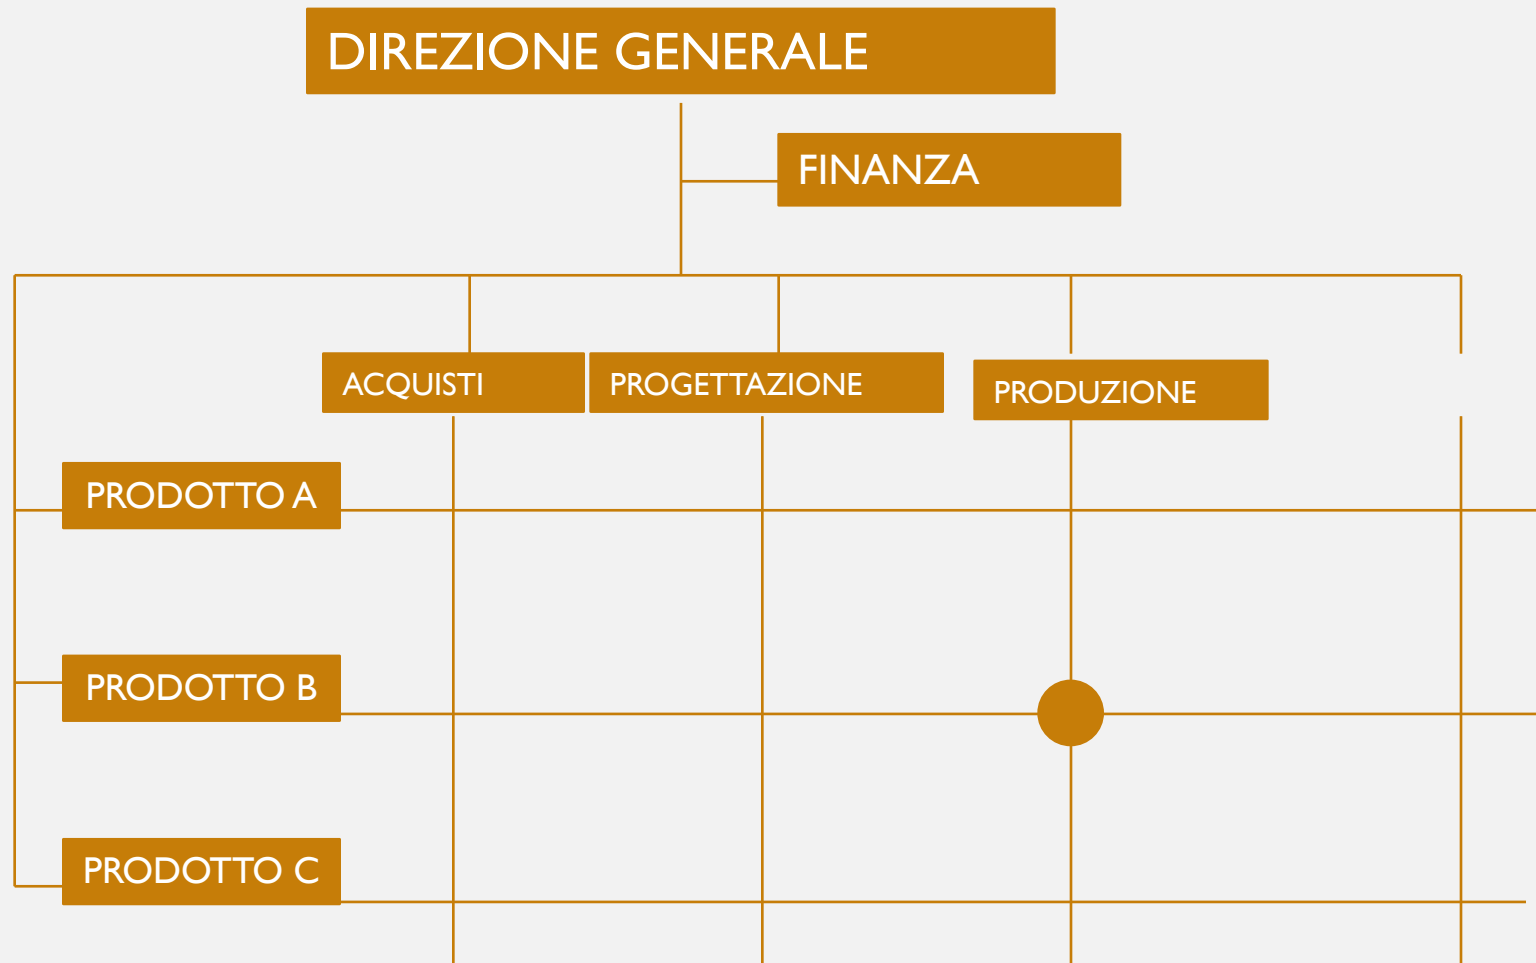 DIREZIONE GENERALE
FINANZA
ACQUISTI
PROGETTAZIONE
PRODUZIONE
PRODOTTO A
PRODOTTO B
PRODOTTO C